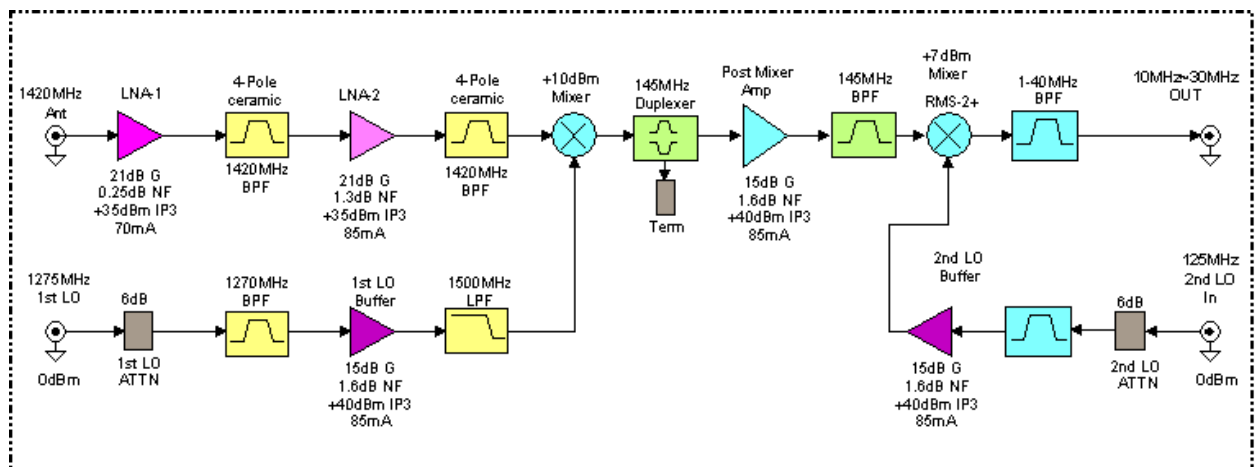 1420MHz
Ant
LNA-1
21dB G
0.25dB NF
+35dBm IP3
70mA
4-Pole
ceramic
1420MHz
BPF
LNA-2
21dB G
1.3dB NF
+35dBm IP3
85mA
4-Pole
ceramic
1420MHz
BPF
+10dBm
Mixer
145MHz
Duplexer
Term
Post Mixer
Amp
15dB G
1.6dB NF
+40dBm IP3
85mA
145MHz
BPF
+7dBm
Mixer
RMS-2+
1-40MHz
BPF
10MHz~30MHz
OUT
1275MHz
1st LO
0dBm
6dB
1st LO
ATTN
1270MHz
BPF
1st LO
Buffer
15dB G
1.6dB NF
+40dBm IP3
85mA
1500MHz
LPF
2nd LO
Buffer
15dB G
1.6dB NF
+40dBm IP3
85mA
6dB
2nd LO
ATTN
125MHz
2nd LO
In
0dBm